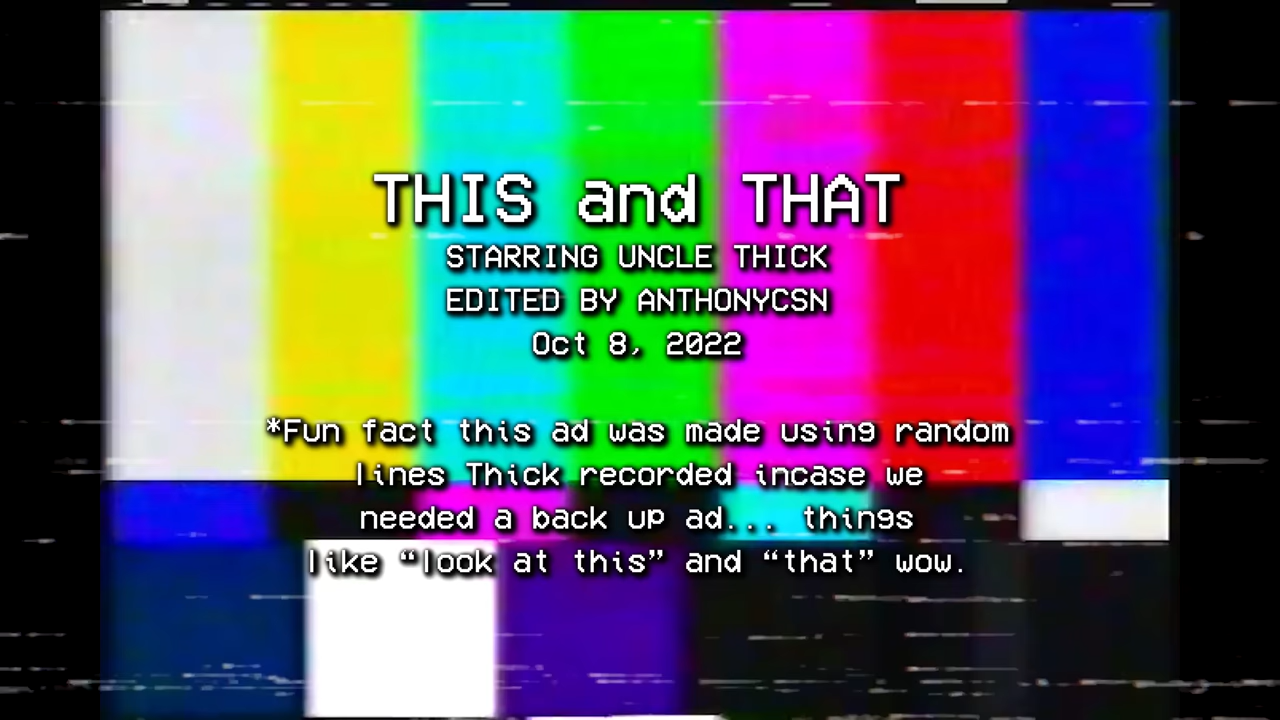 THIS and THAT
STARRING UNCLE THICK
EDITED BY ANTHONYCSN
Oct 8, 2022
*Fun fact this ad was made using random
lines Thick recorded incase we
needed a back up ad... things
like “look at this” and “that” wow.